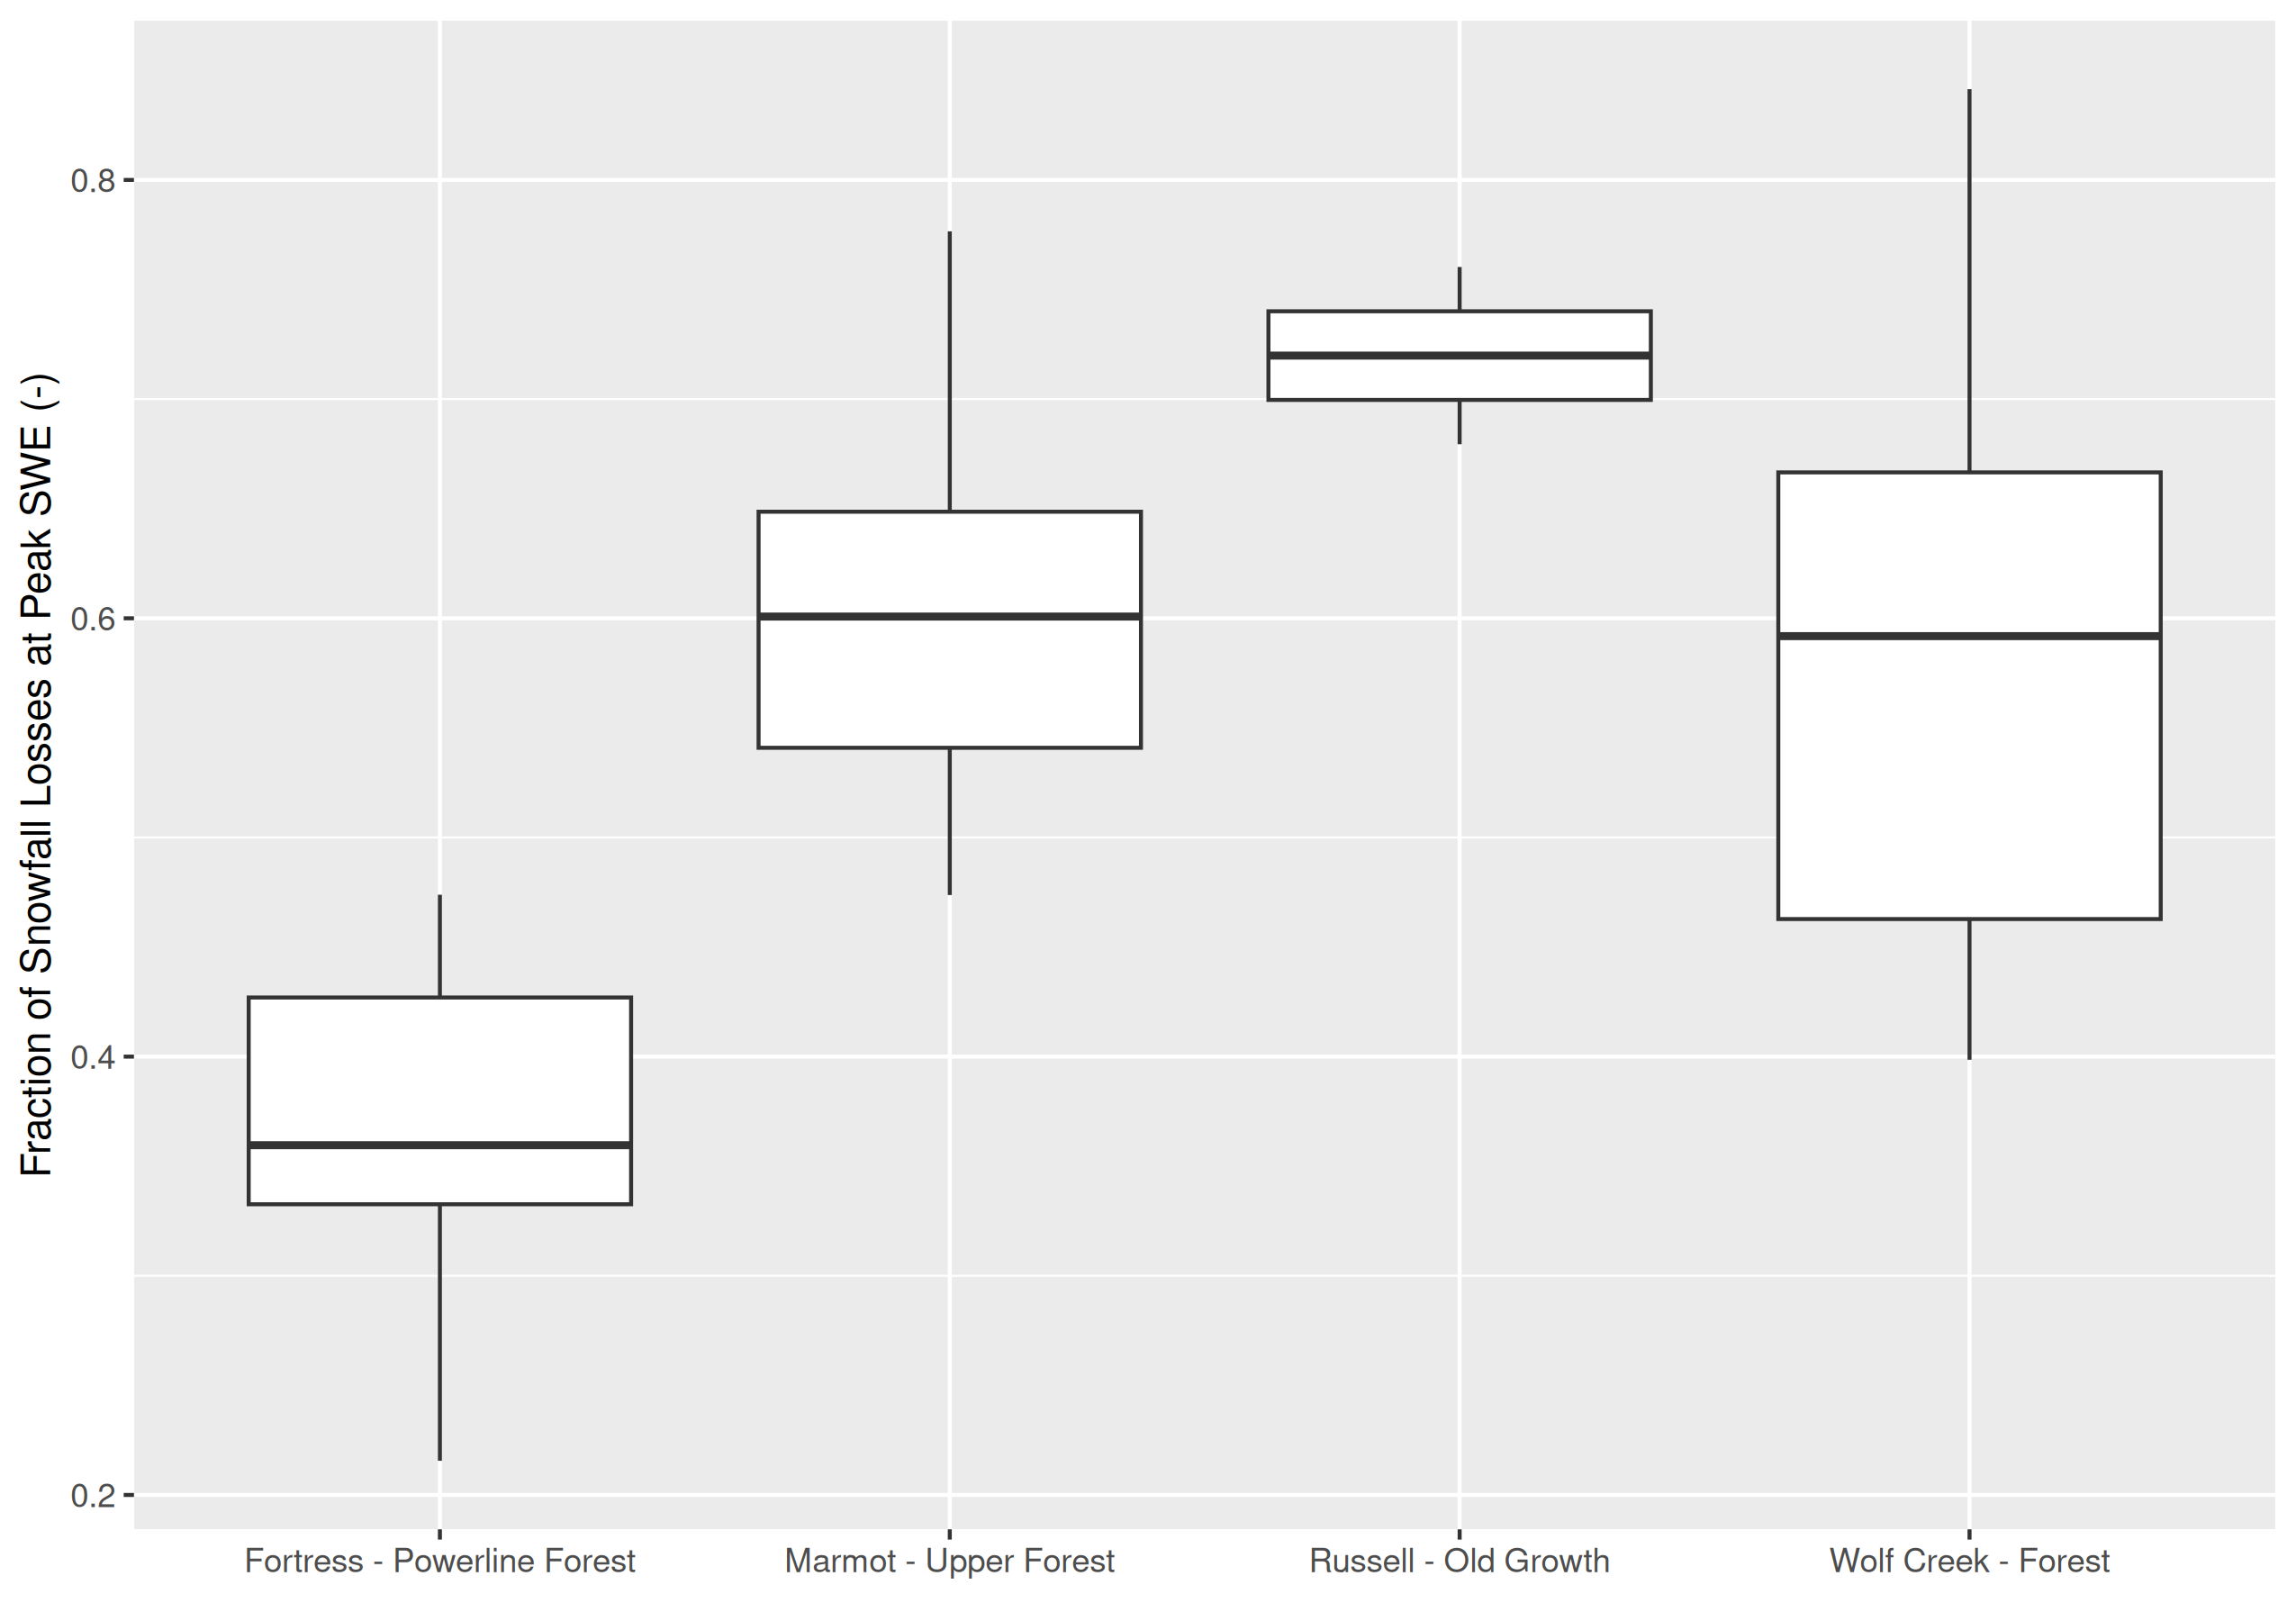 Fraction of Snowfall Losses at Peak SWE (-)
0.8
0.6
0.4
0.2
Fortress - Powerline Forest
Marmot - Upper Forest
Russell - Old Growth
Wolf Creek - Forest